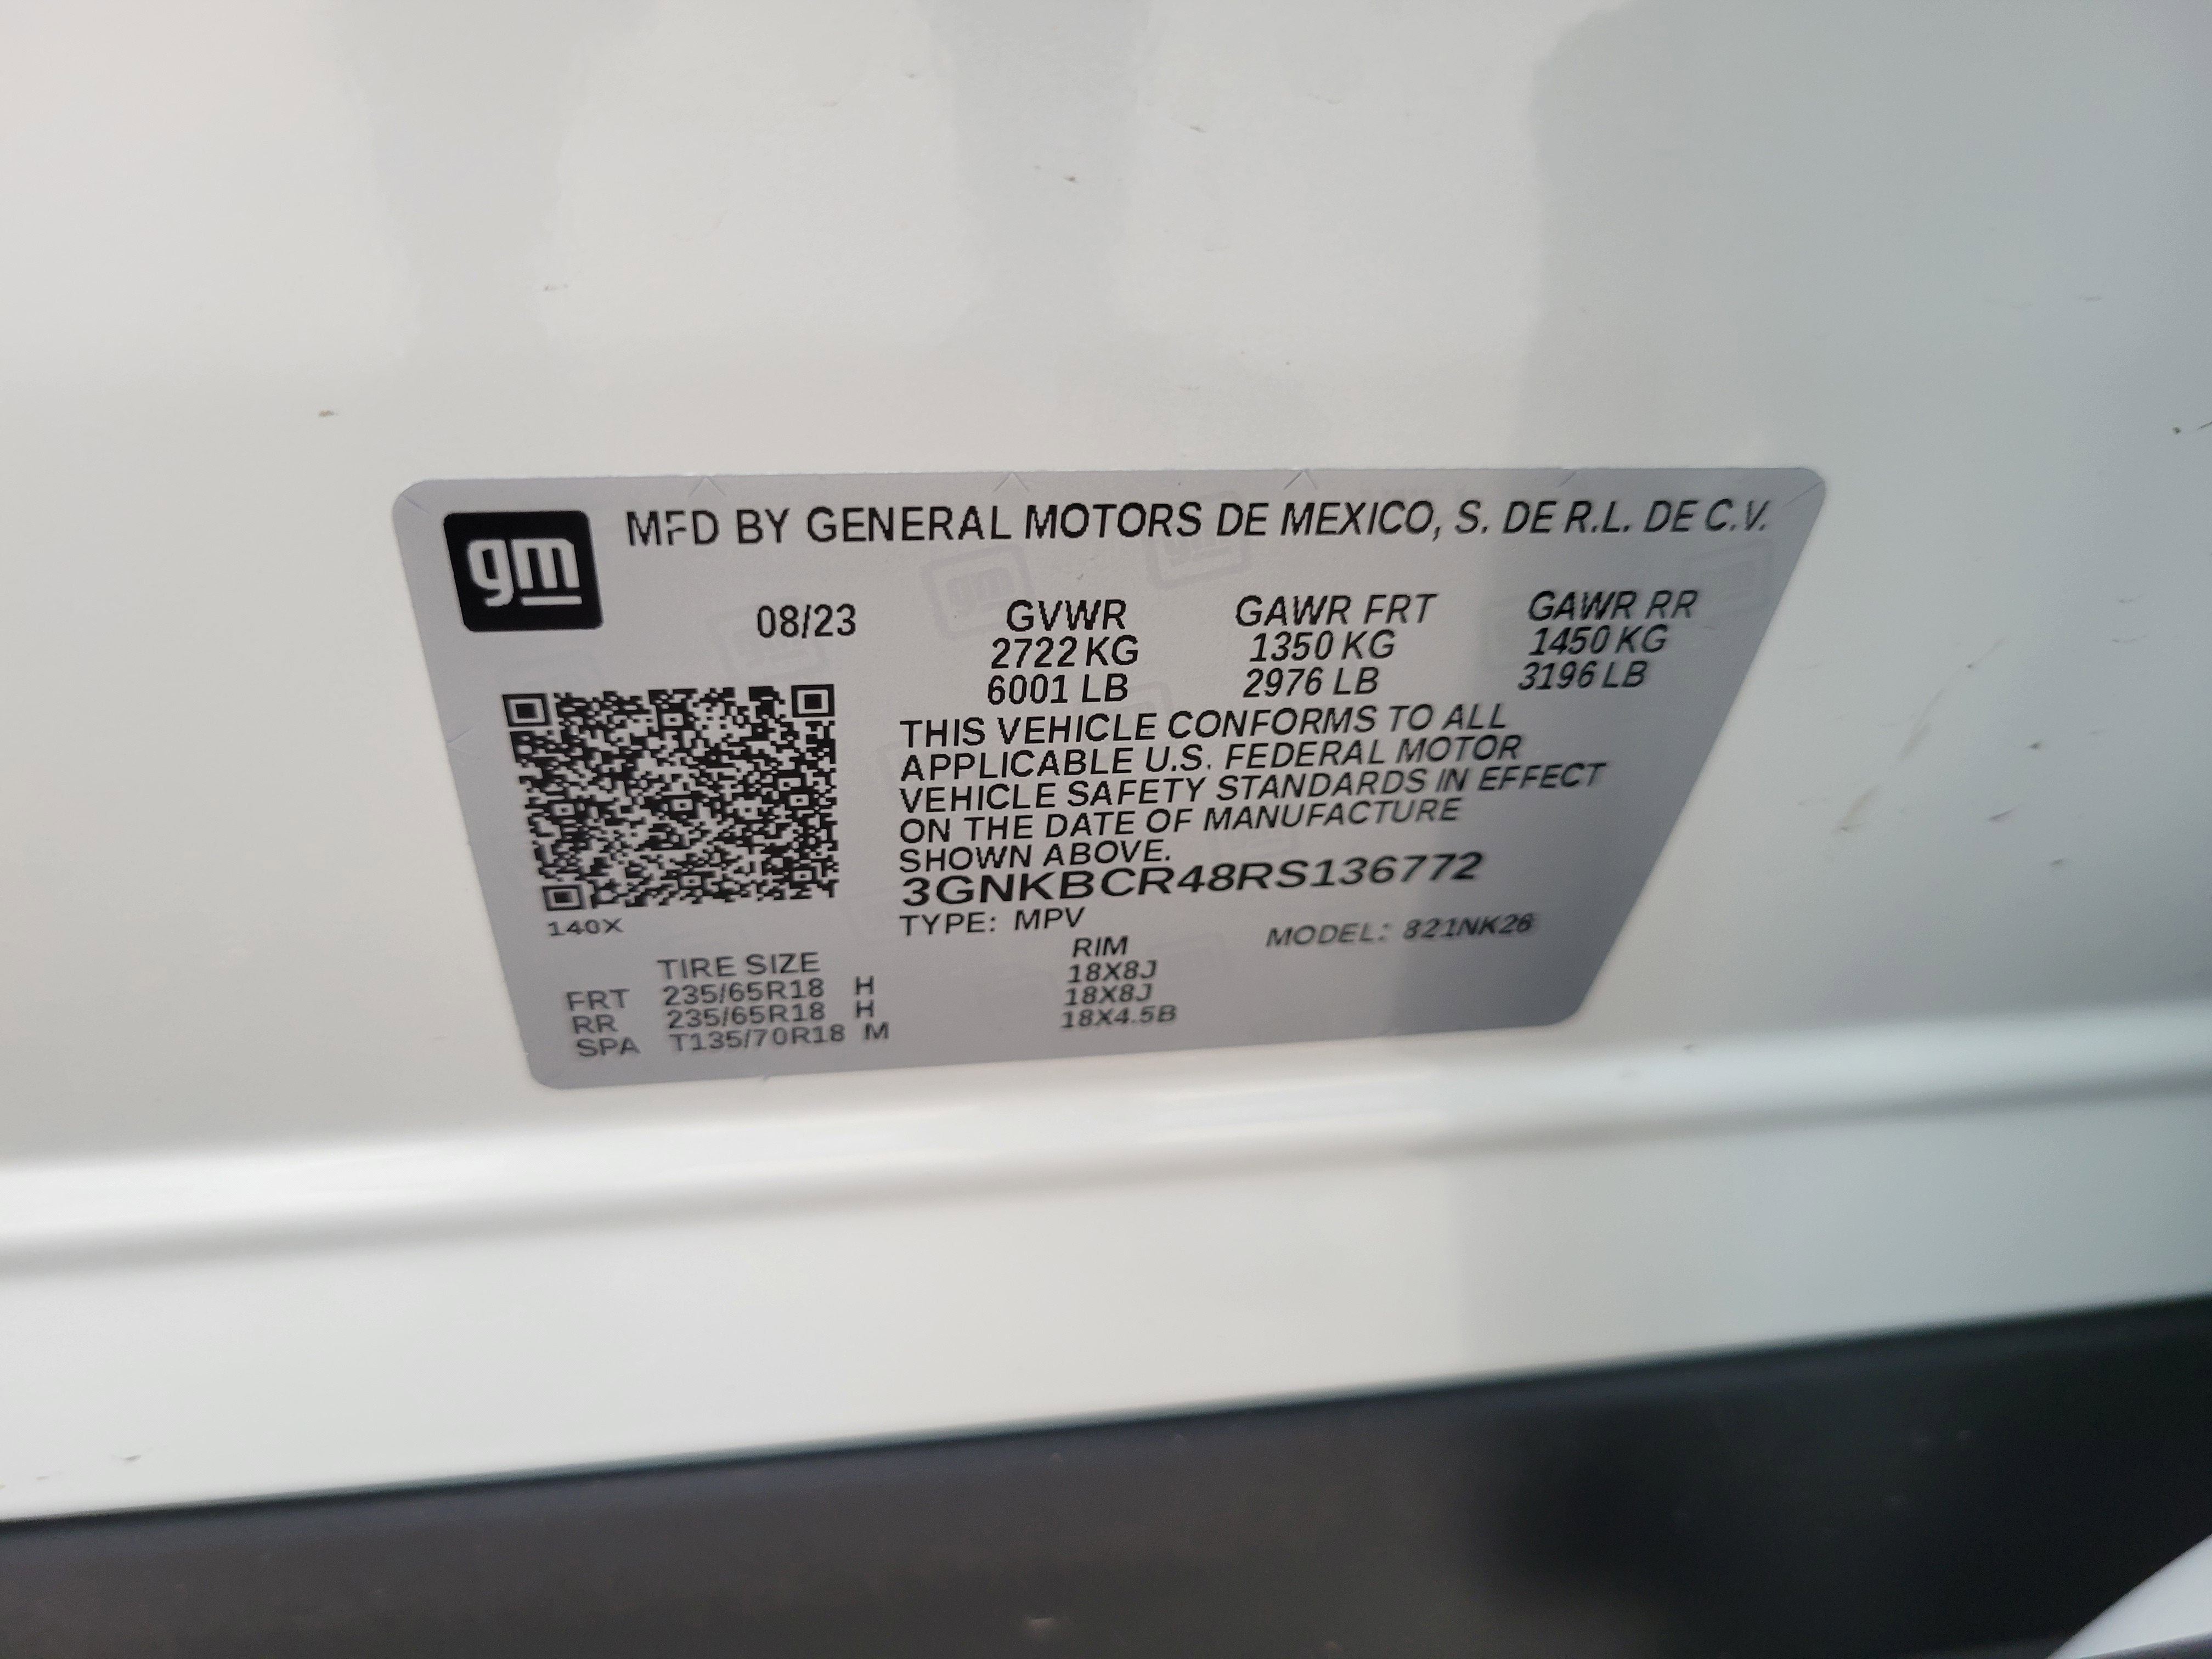 gm
MFD BY GENERAL MOTORS DE MEXICO, S. DE R.L. DE C.V.
08/23 GVWR GAWR FRT GAWR RR
2722 KG 1350 KG 1450 KG
6001 LB 2976 LB 3196 LB
THIS VEHICLE CONFORMS TO ALL
APPLICABLE U.S. FEDERAL MOTOR
VEHICLE SAFETY STANDARDS IN EFFECT
ON THE DATE OF MANUFACTURE
SHOWN ABOVE.
3GNKBCR48RS136772
140X
TYPE: MPV MODEL: 821NK26
TIRE SIZE RIM
FRT 235/65R18 H 18X8J
RR 235/65R18 H 18X8J
SPA T135/70R18 M 18X4.5B